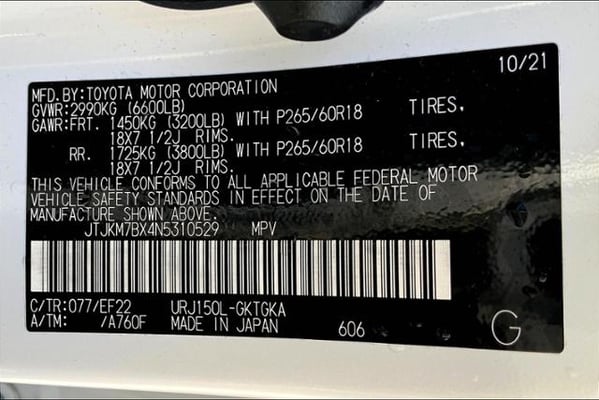 10/21
MFD.BY:TOYOTA MOTOR CORPORATION
GVWR:2990KG (6600LB)
GAWR:FRT. 1450KG (3200LB) WITH P265/60R18 TIRES,
18X7 1/2J RIMS.
RR. 1725KG (3800LB) WITH P265/60R18 TIRES,
18X7 1/2J RIMS.
THIS VEHICLE CONFORMS TO ALL APPLICABLE FEDERAL MOTOR
VEHICLE SAFETY STANDARDS IN EFFECT ON THE DATE OF
MANUFACTURE SHOWN ABOVE.
JTJKM7BX4N5310529 MPV
C/TR:077/EF22 URJ150L-GKTGKA
A/TM: /A760F MADE IN JAPAN 606 G